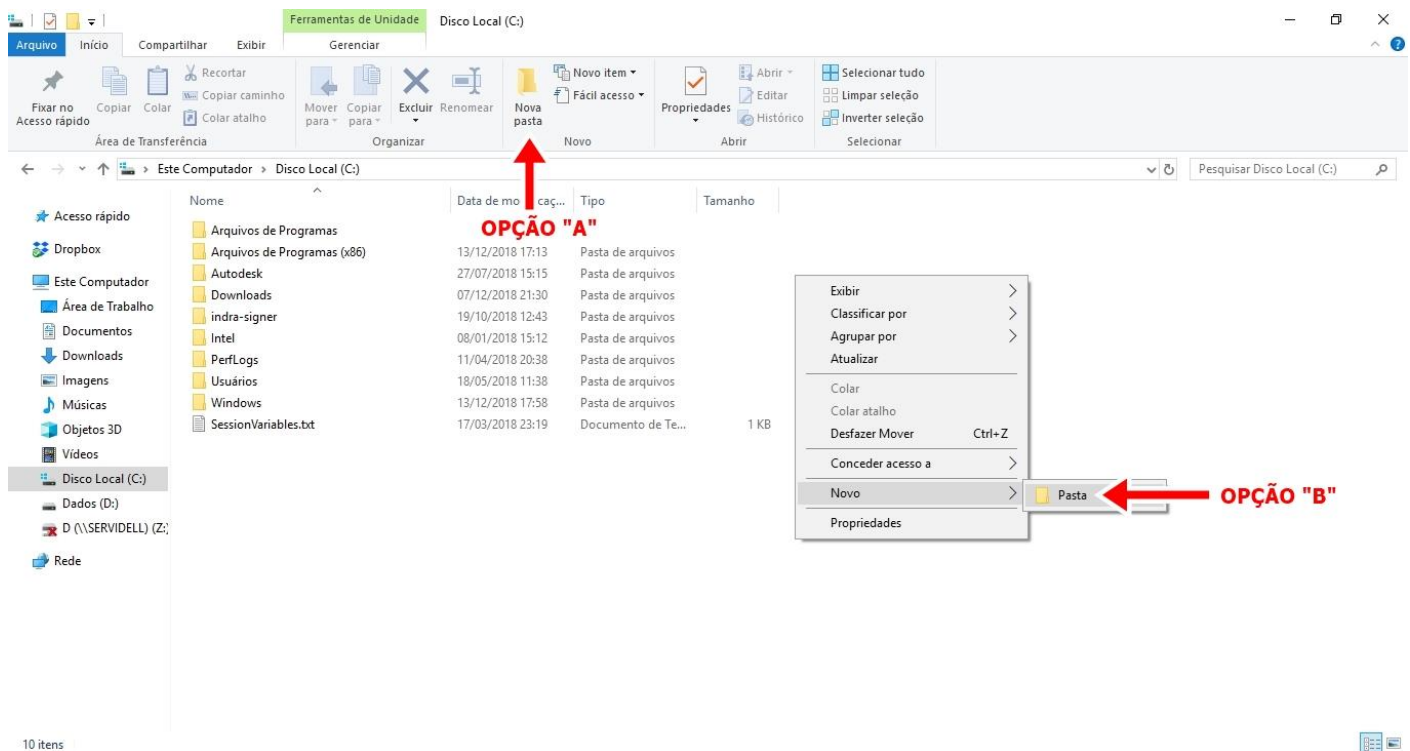 Ferramentas de Unidade Disco Local (C:)
Arquivo Início Compartilhar Exibir Gerenciar
Fixar no Acesso rápido
Copiar
Colar
Recortar
Copiar caminho
Colar atalho
Área de Transferência
Mover para
Copiar para
Excluir
Renomear
Organizar
Nova pasta
Novo item
Fácil acesso
Novo
Propriedades
Abrir
Editar
Histórico
Abrir
Selecionar tudo
Limpar seleção
Inverter seleção
Selecionar
Este Computador > Disco Local (C:)
Pesquisar Disco Local (C:)
OPÇÃO "A"
Acesso rápido
Dropbox
Este Computador
Área de Trabalho
Documentos
Downloads
Imagens
Músicas
Objetos 3D
Vídeos
Disco Local (C:)
Dados (D:)
D (\\SERVIDELL) (Z:)
Rede
Nome Data de mo caç... Tipo Tamanho
Arquivos de Programas
Arquivos de Programas (x86) 13/12/2018 17:13 Pasta de arquivos
Autodesk 27/07/2018 15:15 Pasta de arquivos
Downloads 07/12/2018 21:30 Pasta de arquivos
indra-signer 19/10/2018 12:43 Pasta de arquivos
Intel 08/01/2018 15:12 Pasta de arquivos
PerfLogs 11/04/2018 20:38 Pasta de arquivos
Usuários 18/05/2018 11:38 Pasta de arquivos
Windows 13/12/2018 17:58 Pasta de arquivos
SessionVariables.txt 17/03/2018 23:19 Documento de Te... 1 KB
Exibir
Classificar por
Agrupar por
Atualizar
Colar
Colar atalho
Desfazer Mover Ctrl+Z
Conceder acesso a
Novo
Propriedades
Pasta
OPÇÃO "B"
10 itens